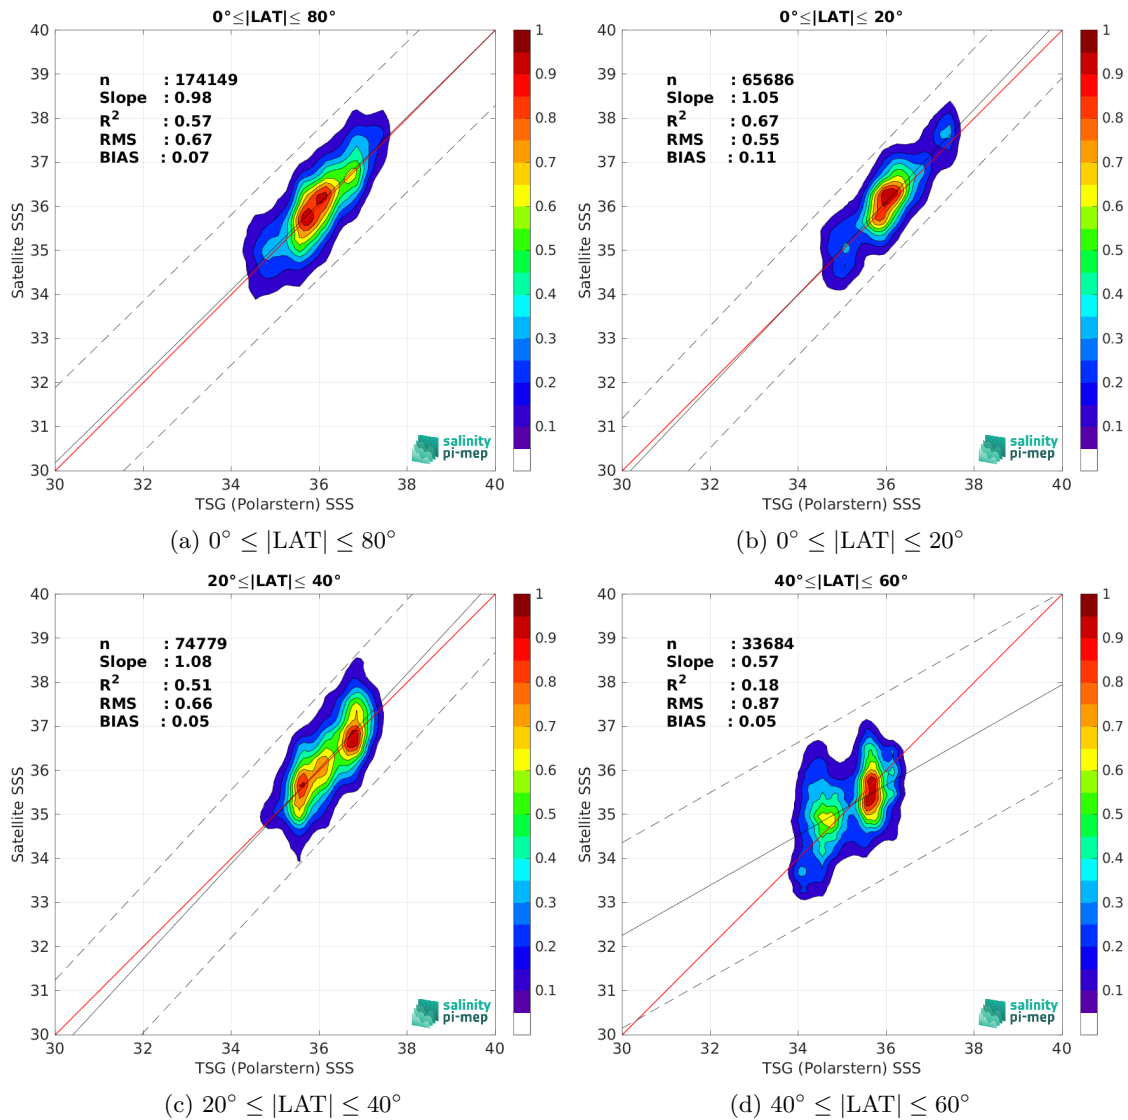 0°≤|LAT|≤ 80°
n : 174149
Slope : 0.98
R² : 0.57
RMS : 0.67
BIAS : 0.07
Satellite SSS
40
39
38
37
36
35
34
33
32
31
30
30 32 34 36 38 40
TSG (Polarstern) SSS
1
0.9
0.8
0.7
0.6
0.5
0.4
0.3
0.2
0.1
salinity
pi-mep
(a) 0° ≤ |LAT| ≤ 80°
0°≤|LAT|≤ 20°
n : 65686
Slope : 1.05
R² : 0.67
RMS : 0.55
BIAS : 0.11
Satellite SSS
40
39
38
37
36
35
34
33
32
31
30
30 32 34 36 38 40
TSG (Polarstern) SSS
1
0.9
0.8
0.7
0.6
0.5
0.4
0.3
0.2
0.1
salinity
pi-mep
(b) 0° ≤ |LAT| ≤ 20°
20°≤|LAT|≤ 40°
n : 74779
Slope : 1.08
R² : 0.51
RMS : 0.66
BIAS : 0.05
Satellite SSS
40
39
38
37
36
35
34
33
32
31
30
30 32 34 36 38 40
TSG (Polarstern) SSS
1
0.9
0.8
0.7
0.6
0.5
0.4
0.3
0.2
0.1
salinity
pi-mep
(c) 20° ≤ |LAT| ≤ 40°
40°≤|LAT|≤ 60°
n : 33684
Slope : 0.57
R² : 0.18
RMS : 0.87
BIAS : 0.05
Satellite SSS
40
39
38
37
36
35
34
33
32
31
30
30 32 34 36 38 40
TSG (Polarstern) SSS
1
0.9
0.8
0.7
0.6
0.5
0.4
0.3
0.2
0.1
salinity
pi-mep
(d) 40° ≤ |LAT| ≤ 60°